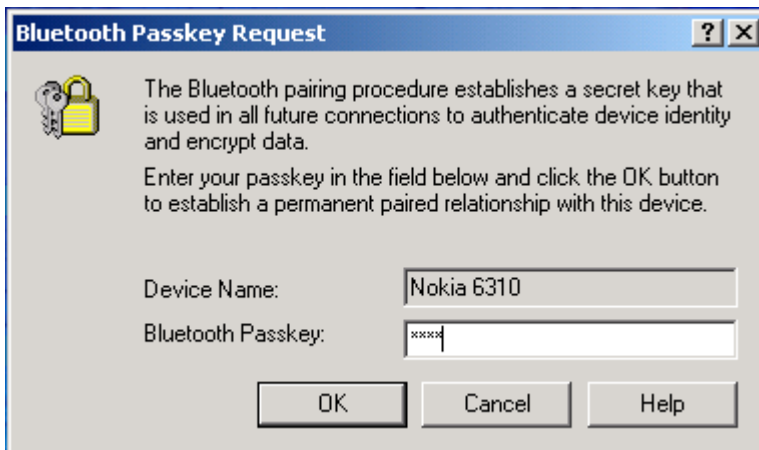 Bluetooth Passkey Request
The Bluetooth pairing procedure establishes a secret key that
is used in all future connections to authenticate device identity
and encrypt data.
Enter your passkey in the field below and click the OK button
to establish a permanent paired relationship with this device.
Device Name: Nokia 6310
Bluetooth Passkey: ****
OK Cancel Help